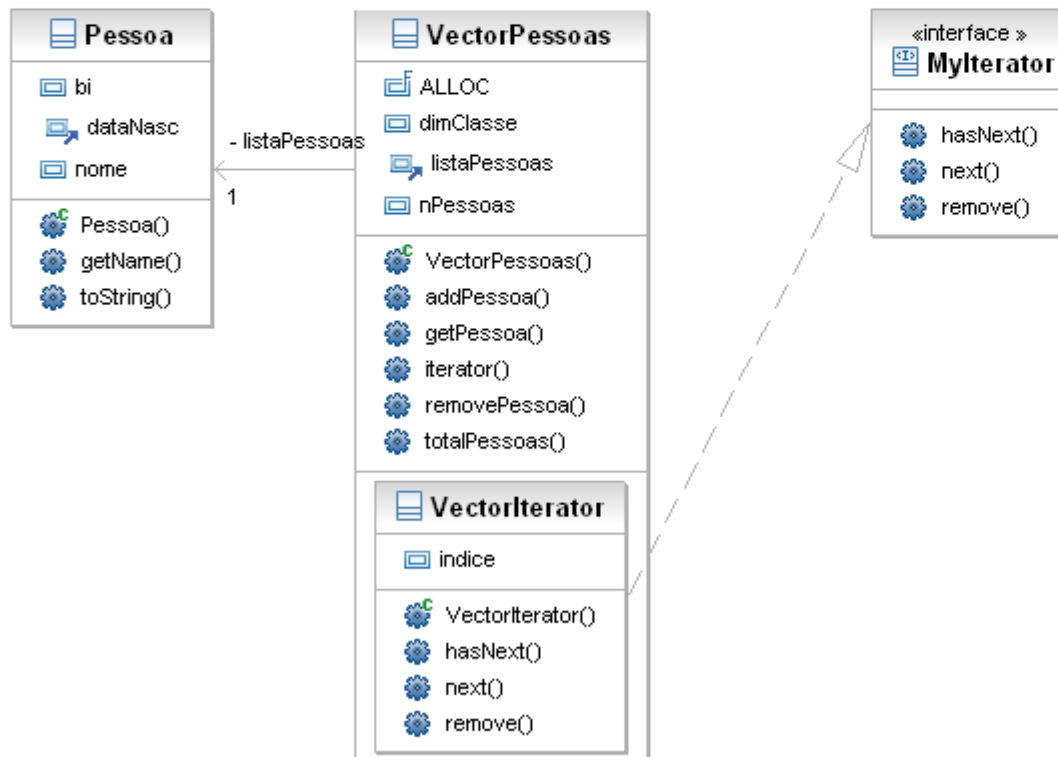 Pessoa
bi
dataNasc
nome
Pessoa()
getName()
toString()
- listaPessoas
1
VectorPessoas
F
ALLOC
dimClasse
listaPessoas
nPessoas
C
VectorPessoas()
addPessoa()
getPessoa()
iterator()
removePessoa()
totalPessoas()
VectorIterator
indice
C
VectorIterator()
hasNext()
next()
remove()
«interface »
MyIterator
hasNext()
next()
remove()